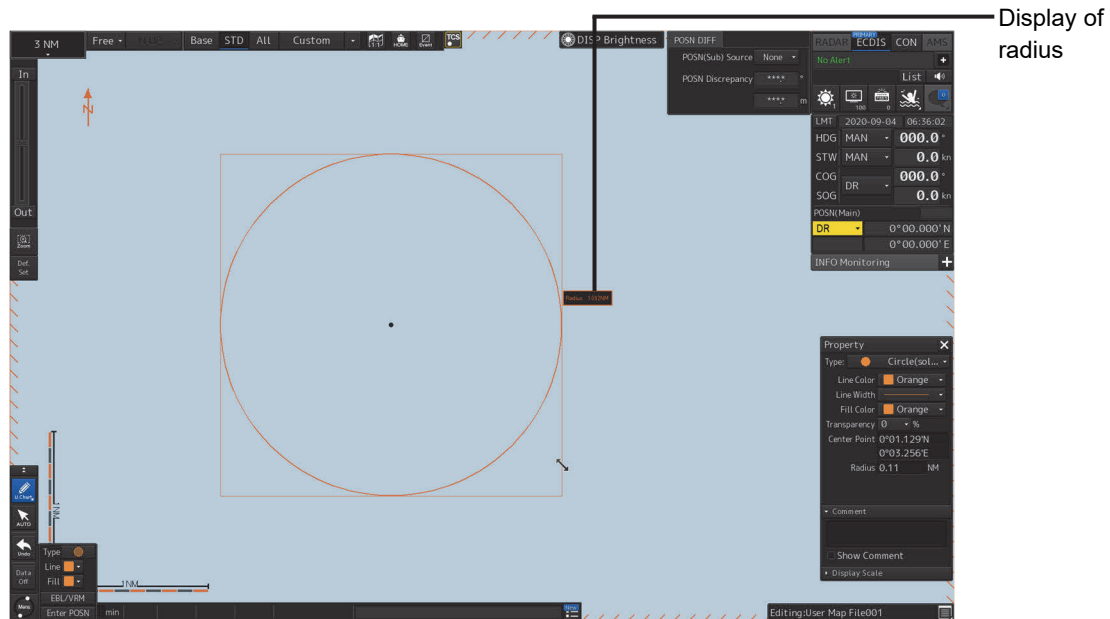 Display of
radius
3 NM
Free
Base STD All Custom
1:1 HOME Event TCS
DISP Brightness
POSN DIFF
POSN(Sub) Source None
POSN Discrepancy ***.* °
***.* m
RADAR PRIMARY ECDIS CON AMS
No Alert +
List
1 100 0 0
LMT 2020-09-04 06:36:02
HDG MAN 000.0 °
STW MAN 0.0 kn
COG 000.0 °
DR
SOG 0.0 kn
POSN(Main)
DR 0°00.000'N
0°00.000'E
INFO Monitoring +
In
Out
Zoom
Def.
Set
N
Property X
Type: Circle(sol...
Line Color Orange
Line Width
Fill Color Orange
Transparency 0 %
Center Point 0°01.129'N
0°03.256'E
Radius 0.11 NM
Comment
Show Comment
Display Scale
U.Chart
AUTO
Undo
Data
Off
Menu
Type
Line
Fill
EBL/VRM
Enter POSN
1NM
1NM
min
New
Editing:User Map File001